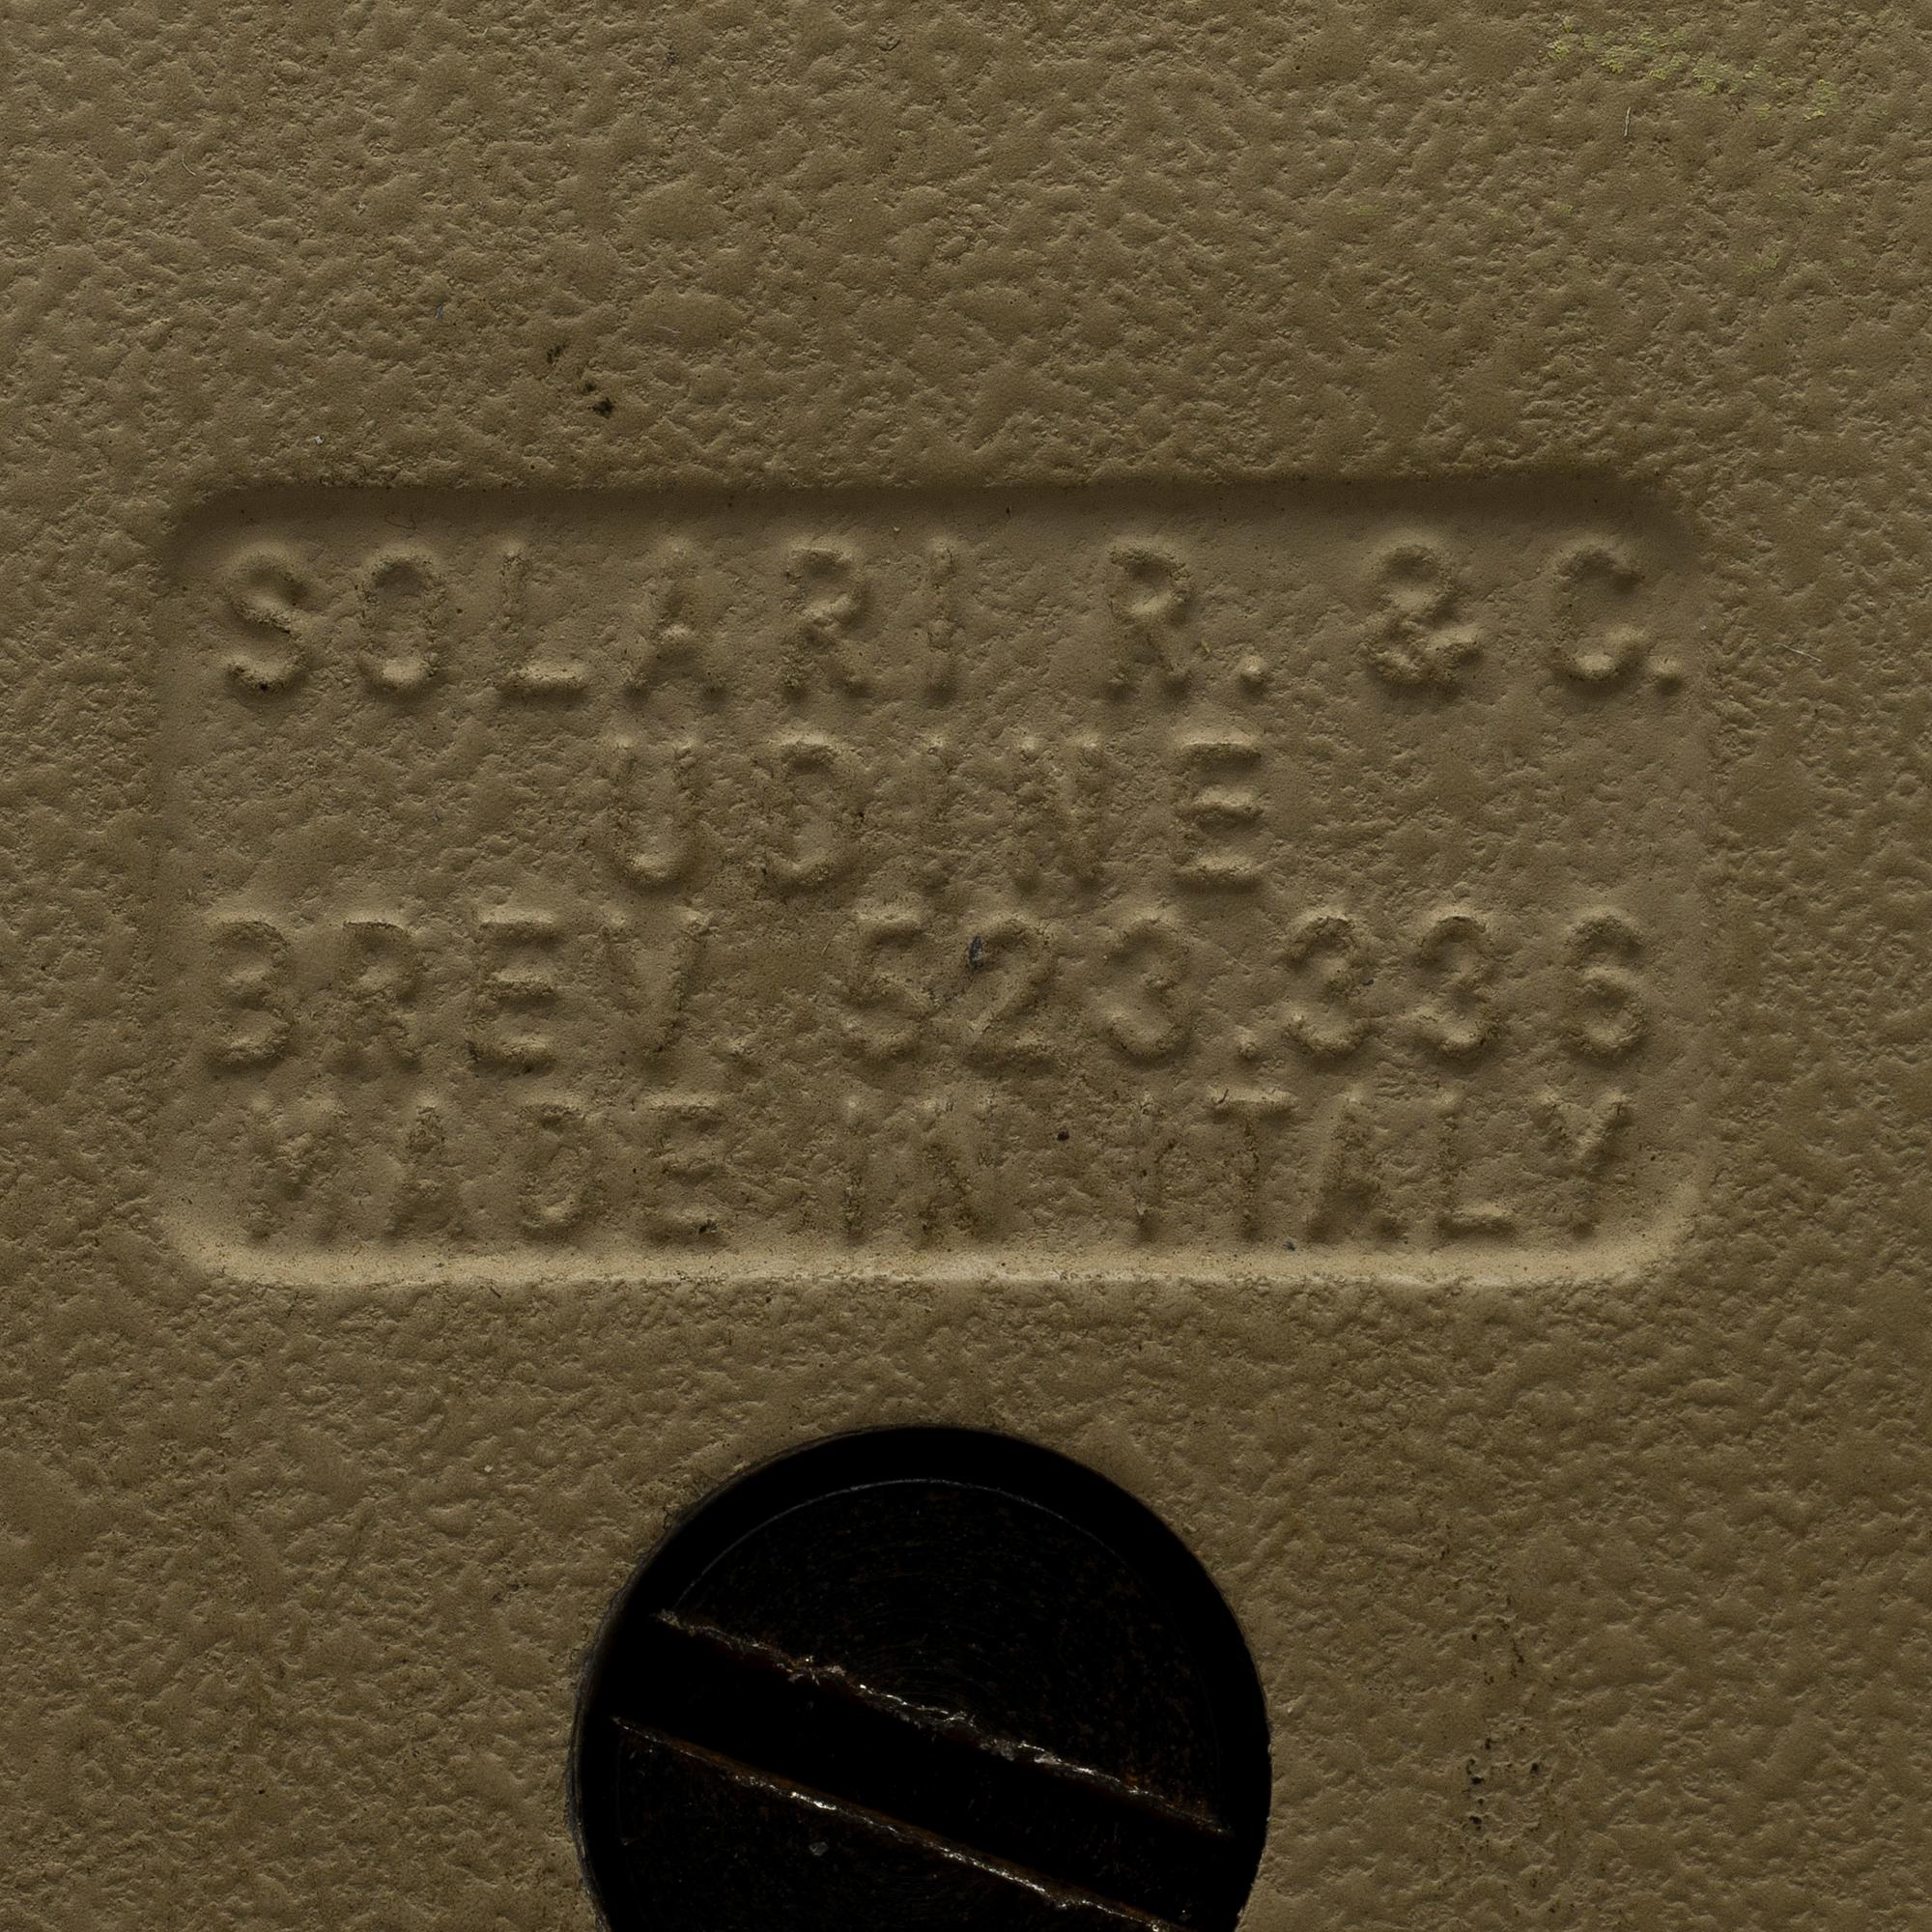 SOLARI R. & C.
UDINE
BREV. 523.336
MADE IN ITALY